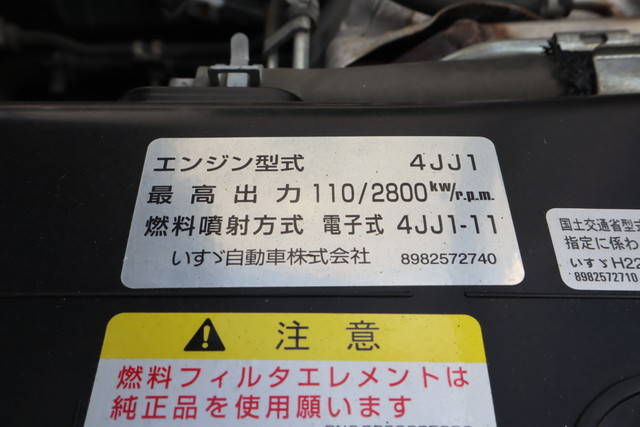 エンジン型式 4JJ1
最高出力 110/2800kW/r.p.m.
燃料噴射方式 電子式 4JJ1-11
いすゞ自動車株式会社 8982572740
国土交通省型式
指定に係わ
いすゞH22
8982572710
⚠ 注意
燃料フィルタエレメントは
純正品を使用願います